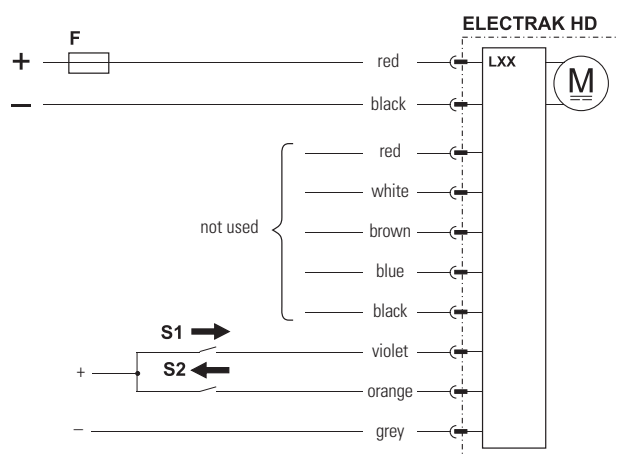 ELECTRAK HD
F
+ red LXX M
− black
red
white
not used brown
blue
black
S1 violet
+ S2
orange
− grey